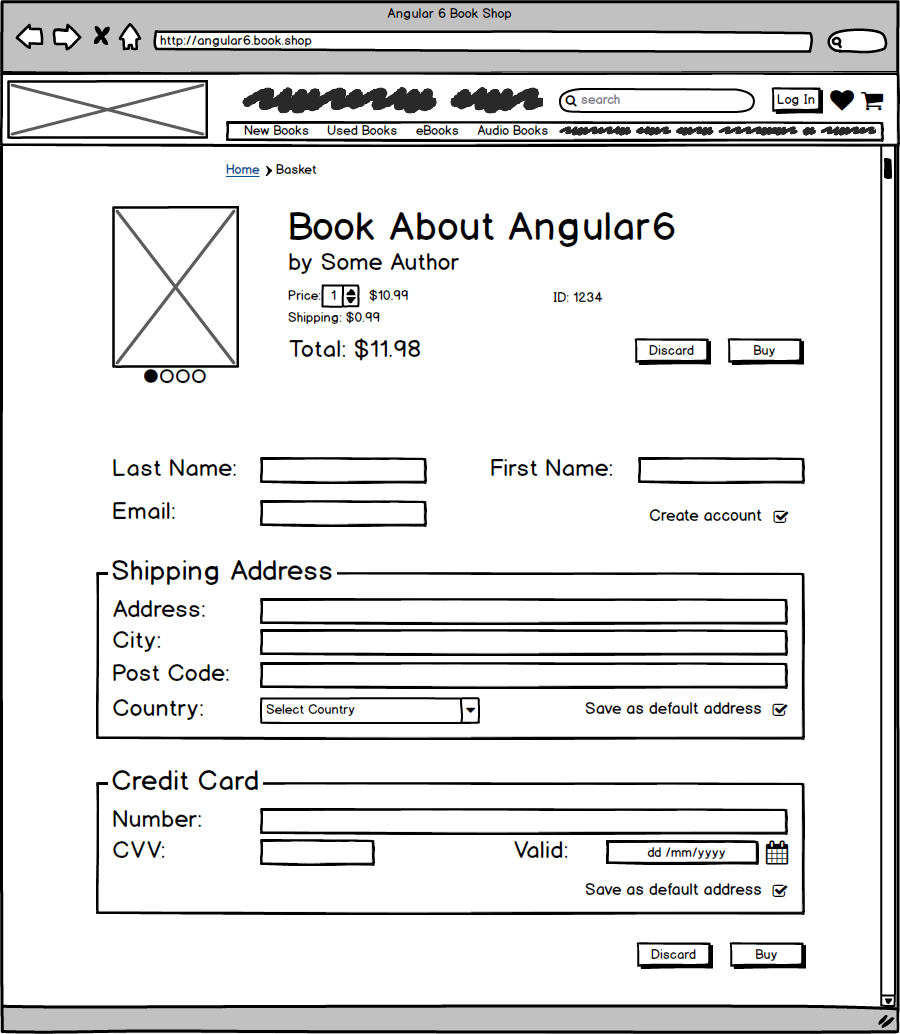 Angular 6 Book Shop
http://angular6.book.shop
search
Log In
New Books Used Books eBooks Audio Books
Home Basket
Book About Angular6
by Some Author
Price: 1 $10.99 ID: 1234
Shipping: $0.99
Total: $11.98
Discard Buy
Last Name: First Name:
Email: Create account
Shipping Address
Address:
City:
Post Code:
Country: Select Country Save as default address
Credit Card
Number:
CVV: Valid: dd /mm/yyyy
Save as default address
Discard Buy